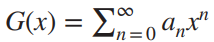 G(x) = ∑_{n=0}^{∞} a_n x^n